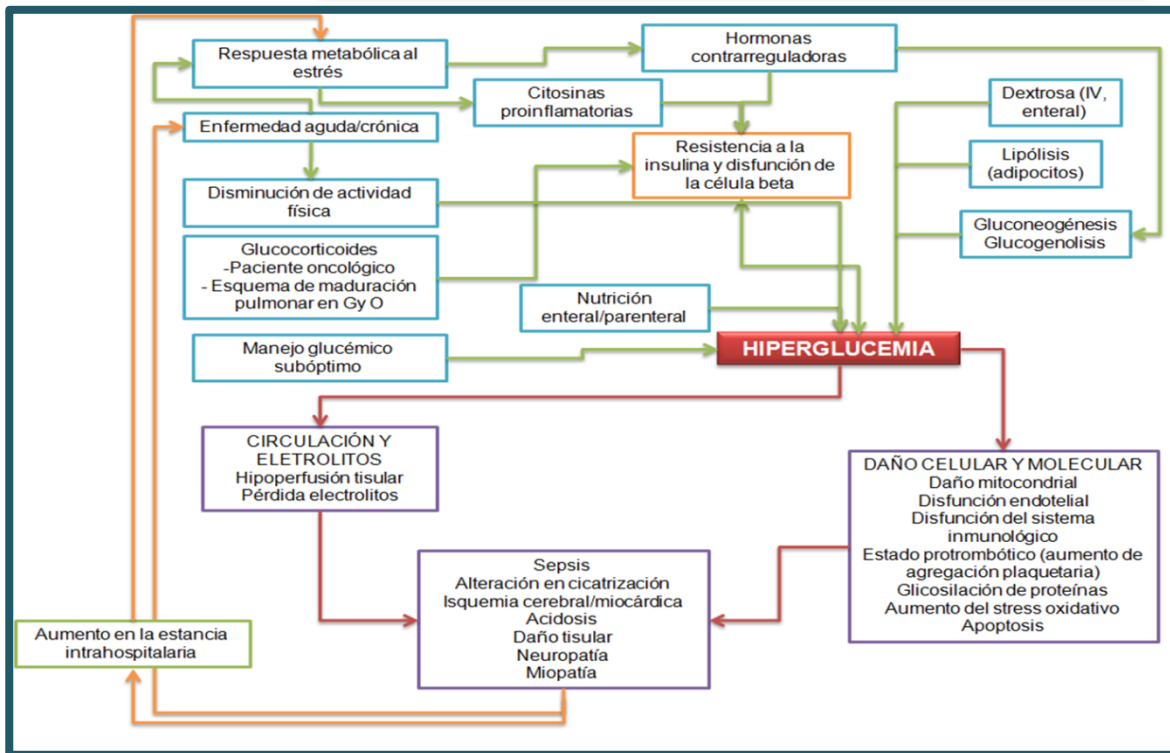 Respuesta metabólica al
estrés
Hormonas
contrarreguladoras
Citosinas
proinflamatorias
Dextrosa (IV,
enteral)
Enfermedad aguda/crónica
Resistencia a la
insulina y disfunción de
la célula beta
Lipólisis
(adipocitos)
Disminución de actividad
física
Gluconeogénesis
Glucogenolisis
Glucocorticoides
-Paciente oncológico
- Esquema de maduración
pulmonar en Gy O
Nutrición
enteral/parenteral
Manejo glucémico
subóptimo
HIPERGLUCEMIA
CIRCULACIÓN Y
ELETROLITOS
Hipoperfusión tisular
Pérdida electrolitos
DAÑO CELULAR Y MOLECULAR
Daño mitocondrial
Disfunción endotelial
Disfunción del sistema
inmunológico
Estado protrombótico (aumento de
agregación plaquetaria)
Glicosilación de proteínas
Aumento del stress oxidativo
Apoptosis
Sepsis
Alteración en cicatrización
Isquemia cerebral/miocárdica
Acidosis
Daño tisular
Neuropatía
Miopatía
Aumento en la estancia
intrahospitalaria